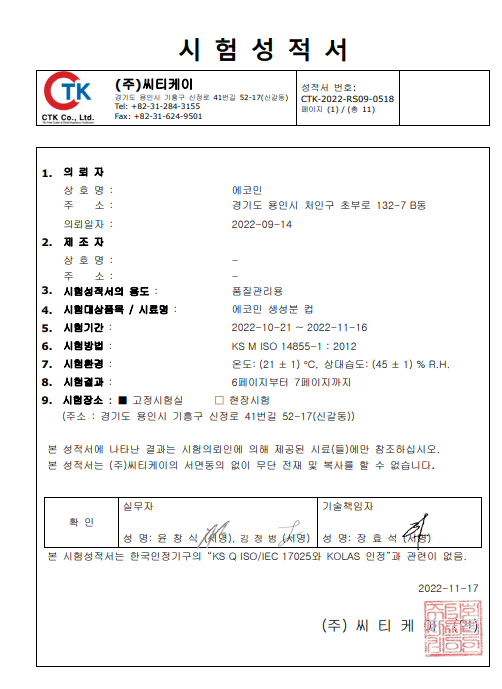 시 험 성 적 서
CTK
CTK Co., Ltd.
(주)씨티케이
경기도 용인시 기흥구 신정로 41번길 52-17(신갈동)
Tel: +82-31-284-3155
Fax: +82-31-624-9501
성적서 번호:
CTK-2022-RS09-0518
페이지 (1) / (총 11)
1. 의 뢰 자
상 호 명 : 에코민
주 소 : 경기도 용인시 처인구 초부로 132-7 B동
의뢰일자 : 2022-09-14
2. 제 조 자
상 호 명 : -
주 소 : -
3. 시험성적서의 용도 : 품질관리용
4. 시험대상품목 / 시료명 : 에코민 생성분 컵
5. 시험기간 : 2022-10-21 ~ 2022-11-16
6. 시험방법 : KS M ISO 14855-1 : 2012
7. 시험환경 : 온도: (21 ± 1) ℃, 상대습도: (45 ± 1) % R.H.
8. 시험결과 : 6페이지부터 7페이지까지
9. 시험장소 : ■ 고정시험실 □ 현장시험
(주소 : 경기도 용인시 기흥구 신정로 41번길 52-17(신갈동))
본 성적서에 나타난 결과는 시험의뢰인에 의해 제공된 시료(들)에만 참조하십시오.
본 성적서는 (주)씨티케이의 서면동의 없이 무단 전재 및 복사를 할 수 없습니다.
확 인
실무자
성 명: 윤 창 식 (서명), 김 정 범 (서명)
기술책임자
성 명: 장 효 석 (서명)
본 시험성적서는 한국인정기구의 "KS Q ISO/IEC 17025와 KOLAS 인정"과 관련이 없음.
2022-11-17
(주) 씨 티 케 이 (인)